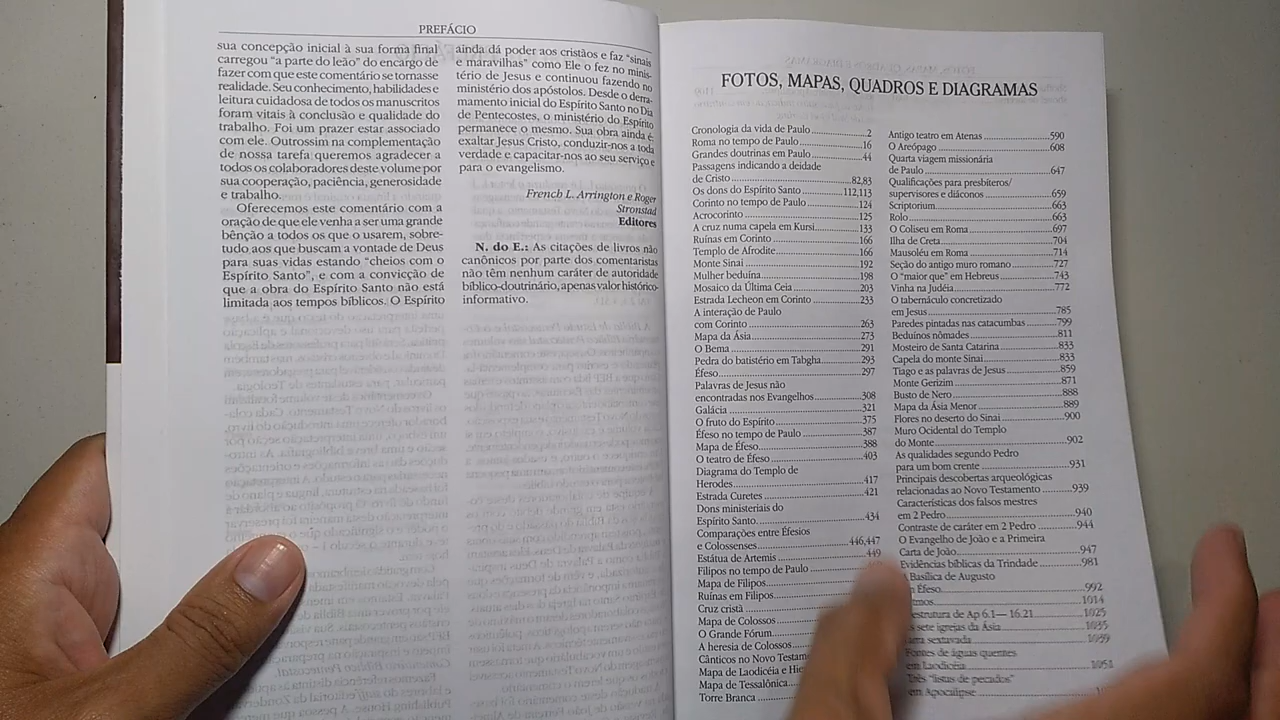 PREFÁCIO
sua concepção inicial à sua forma final
carregou “a parte do leão” do encargo de
fazer com que este comentário se tornasse
realidade. Seu conhecimento, habilidades e
leitura cuidadosa de todos os manuscritos
foram vitais à conclusão e qualidade do
trabalho. Foi um prazer estar associado
com ele. Outrossim na complementação
de nossa tarefa queremos agradecer a
todos os colaboradores deste volume por
sua cooperação, paciência, generosidade
e trabalho.
Oferecemos este comentário com a
oração de que ele venha a ser uma grande
bênção a todos os que o usarem, sobre-
tudo aos que buscam a vontade de Deus
para suas vidas estando “cheios com o
Espírito Santo”, e com a convicção de
que a obra do Espírito Santo não está
limitada aos tempos bíblicos. O Espírito
ainda dá poder aos cristãos e faz “sinais
e maravilhas” como Ele o fez no minis-
tério de Jesus e continuou fazendo no
ministério dos apóstolos. Desde o derra-
mamento inicial do Espírito Santo no Dia
de Pentecostes, o ministério do Espírito
permanece o mesmo. Sua obra ainda é
exaltar Jesus Cristo, conduzir-nos a toda
verdade e capacitar-nos ao seu serviço e
para o evangelismo.
French L. Arrington e Roger
Stronstad
Editores
N. do E.: As citações de livros não
canônicos por parte dos comentaristas
não têm nenhum caráter de autoridade
bíblico-doutrinário, apenas valor histórico-
informativo.
FOTOS, MAPAS, QUADROS E DIAGRAMAS
Cronologia da vida de Paulo 2
Roma no tempo de Paulo 16
Grandes doutrinas em Paulo 44
Passagens indicando a deidade
de Cristo 82,83
Os dons do Espírito Santo 112,113
Corinto no tempo de Paulo 124
Acrocorinto 125
A cruz numa capela em Kursi 133
Ruínas em Corinto 166
Templo de Afrodite 166
Monte Sinai 192
Mulher beduína 198
Mosaico da Última Ceia 203
Estrada Lecheon em Corinto 233
A interação de Paulo
com Corinto 263
Mapa da Ásia 273
O Bema 291
Pedra do batistério em Tabgha 293
Éfeso 297
Palavras de Jesus não
encontradas nos Evangelhos 308
Galácia 321
O fruto do Espírito 375
Éfeso no tempo de Paulo 387
Mapa de Éfeso 388
O teatro de Éfeso 403
Diagrama do Templo de
Herodes 417
Estrada Curetes 421
Dons ministeriais do
Espírito Santo 434
Comparações entre Efésios
e Colossenses 446,447
Estátua de Artemis 449
Filipos no tempo de Paulo
Mapa de Filipos
Ruínas em Filipos
Cruz cristã
Mapa de Colossos
O Grande Fórum
A heresia de Colossos
Cânticos no Novo Testam
Mapa de Laodicéia e Hie
Mapa de Tessalônica
Torre Branca
Antigo teatro em Atenas 590
O Areópago 608
Quarta viagem missionária
de Paulo 647
Qualificações para presbíteros/
supervisores e diáconos 659
Scriptorium 663
Rolo 663
O Coliseu em Roma 697
Ilha de Creta 704
Mausoléu em Roma 714
Seção do antigo muro romano 727
O “maior que” em Hebreus 743
Vinha na Judéia 772
O tabernáculo concretizado
em Jesus 785
Paredes pintadas nas catacumbas 799
Beduínos nômades 811
Mosteiro de Santa Catarina 833
Capela do monte Sinai 833
Tiago e as palavras de Jesus 859
Monte Gerizim 871
Busto de Nero 888
Mapa da Ásia Menor 889
Flores no deserto do Sinai 900
Muro Ocidental do Templo
do Monte 902
As qualidades segundo Pedro
para um bom crente 931
Principais descobertas arqueológicas
relacionadas ao Novo Testamento 939
Características dos falsos mestres
em 2 Pedro 940
Contraste de caráter em 2 Pedro 944
O Evangelho de João e a Primeira
Carta de João 947
Evidências bíblicas da Trindade 981
A Basílica de Augusto
Éfeso 992
1014
estrutura de Ap 6.1— 16.21 1025
sete igrejas da Ásia 1035
sextavada 1039
Fontes de águas quentes
em Laodicéia 1051
Três “listas de pecados”
em Apocalipse